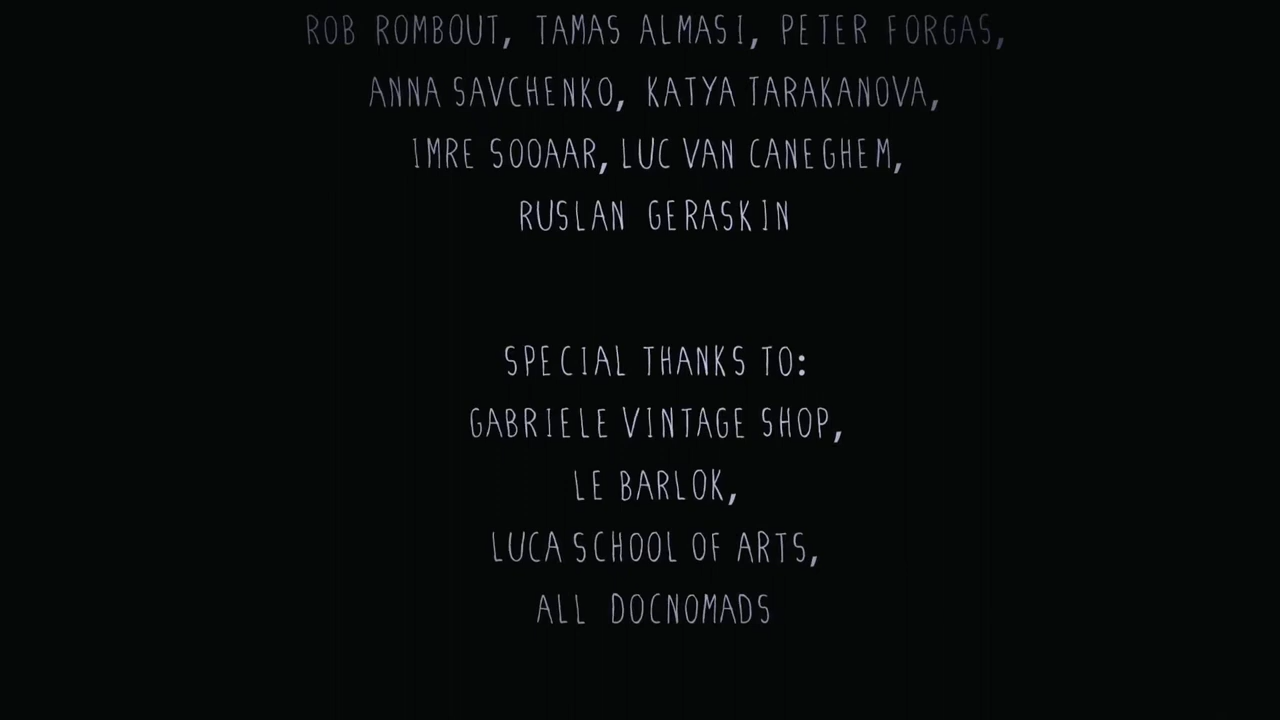 ROB ROMBOUT, TAMAS ALMASI, PETER FORGAS,
ANNA SAVCHENKO, KATYA TARAKANOVA,
IMRE SOOAAR, LUC VAN CANEGHEM,
RUSLAN GERASKIN
SPECIAL THANKS TO:
GABRIELE VINTAGE SHOP,
LE BARLOK,
LUCA SCHOOL OF ARTS,
ALL DOCNOMADS